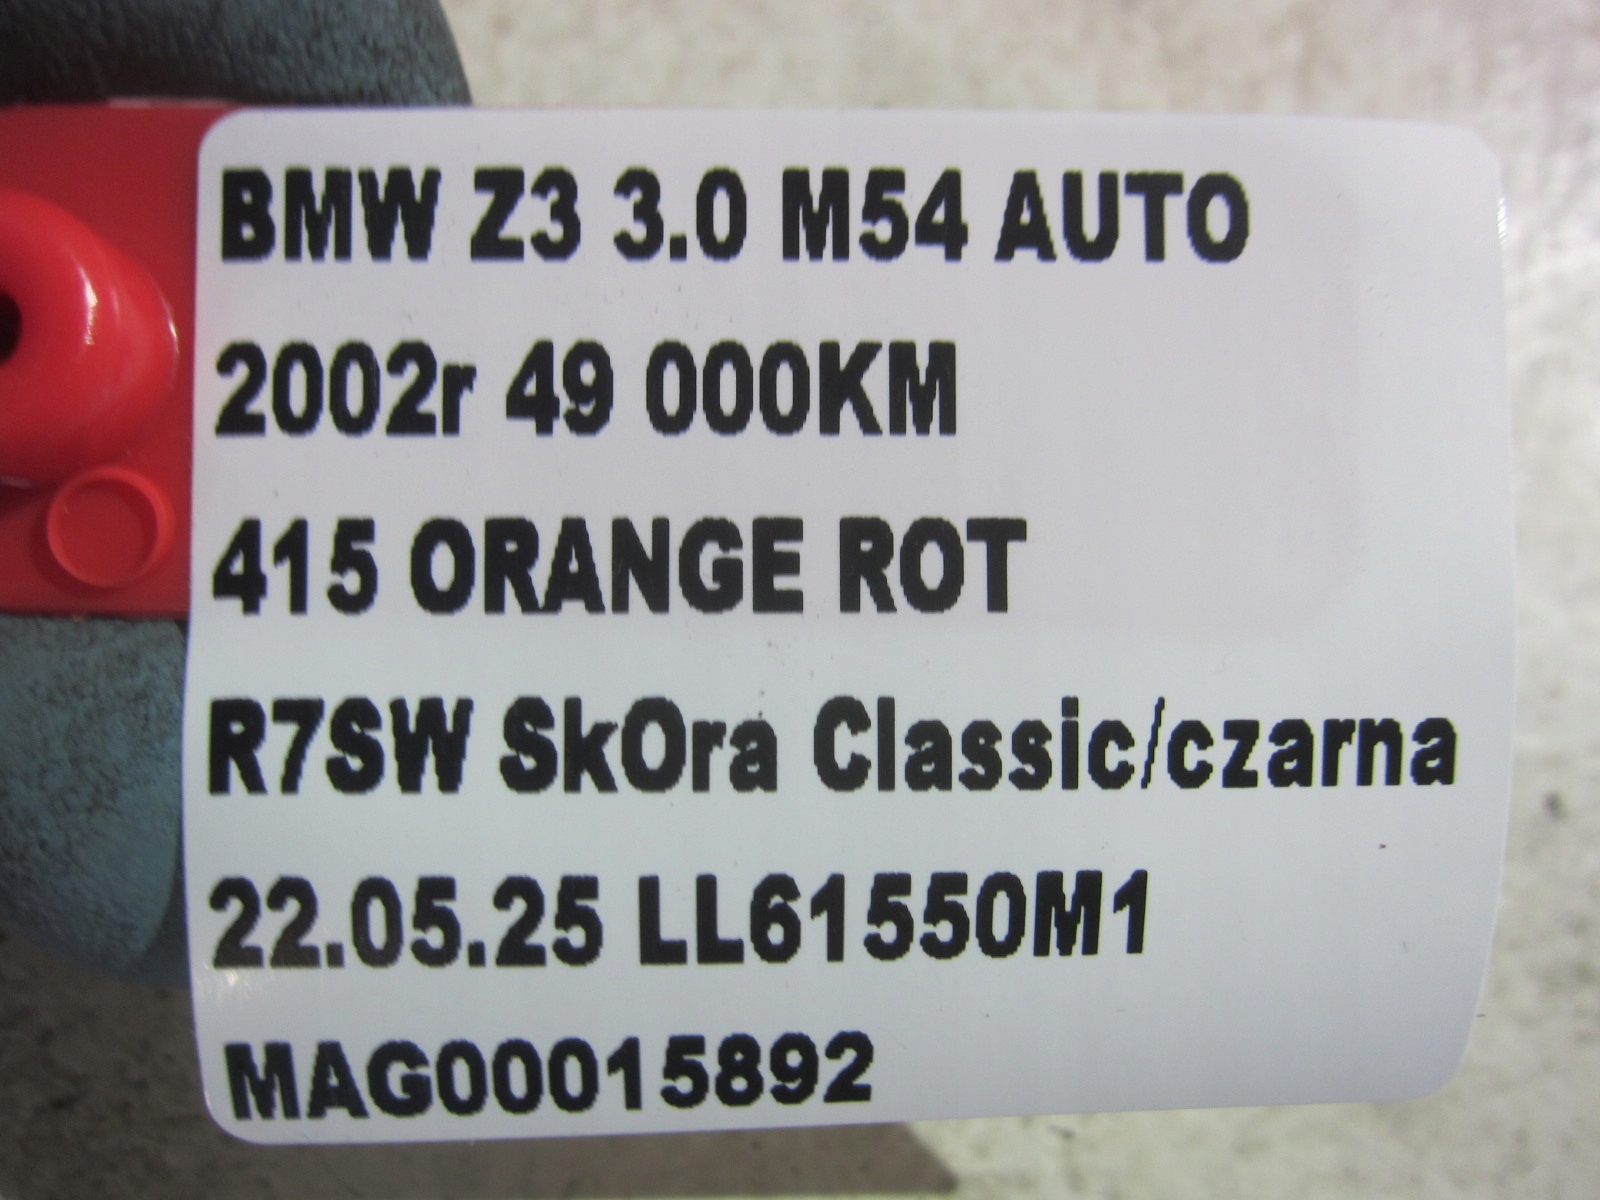 BMW Z3 3.0 M54 AUTO
2002r 49 000KM
415 ORANGE ROT
R7SW SkOra Classic/czarna
22.05.25 LL61550M1
MAG00015892